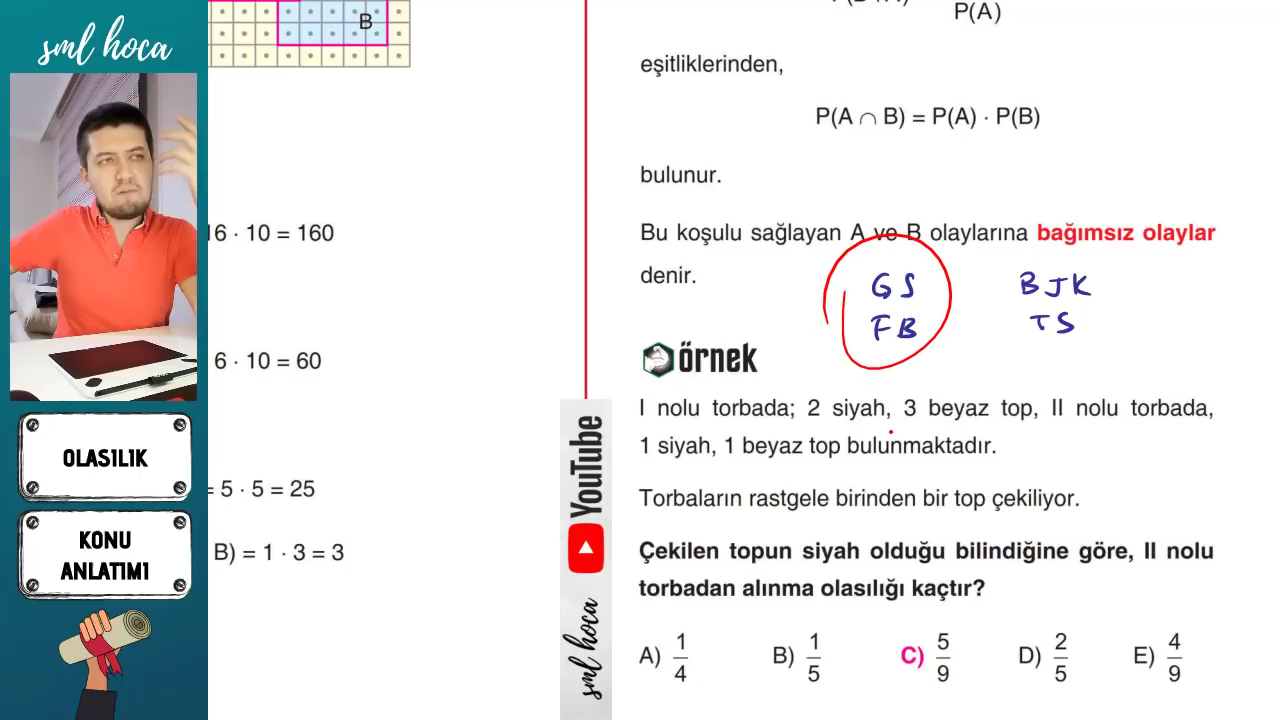 sml hoca
OLASILIK
KONU
ANLATIMI
B
16 · 10 = 160
6 · 10 = 60
= 5 · 5 = 25
B) = 1 · 3 = 3
YouTube
sml hoca
P(A)
eşitliklerinden,
P(A ∩ B) = P(A) · P(B)
bulunur.
Bu koşulu sağlayan A ve B olaylarına bağımsız olaylar
denir.
GS BJK
FB TS
örnek
I nolu torbada; 2 siyah, 3 beyaz top, II nolu torbada,
1 siyah, 1 beyaz top bulunmaktadır.
Torbaların rastgele birinden bir top çekiliyor.
Çekilen topun siyah olduğu bilindiğine göre, II nolu
torbadan alınma olasılığı kaçtır?
A) 1/4 B) 1/5 C) 5/9 D) 2/5 E) 4/9